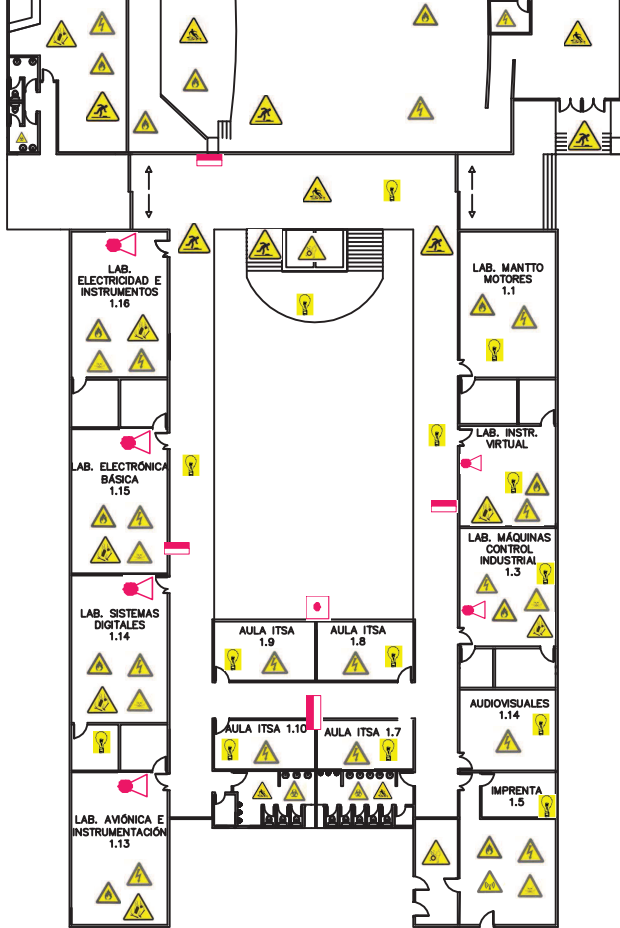 LAB.
ELECTRICIDAD E
INSTRUMENTOS
1.16
LAB. MANTTO
MOTORES
1.1
LAB. ELECTRÓNICA
BÁSICA
1.15
LAB. INSTR.
VIRTUAL
LAB. MÁQUINAS
CONTROL
INDUSTRIAL
1.3
LAB. SISTEMAS
DIGITALES
1.14
AULA ITSA
1.9
AULA ITSA
1.8
AULA ITSA 1.10
AULA ITSA 1.7
AUDIOVISUALES
1.14
LAB. AVIÓNICA E
INSTRUMENTACIÓN
1.13
IMPRENTA
1.5